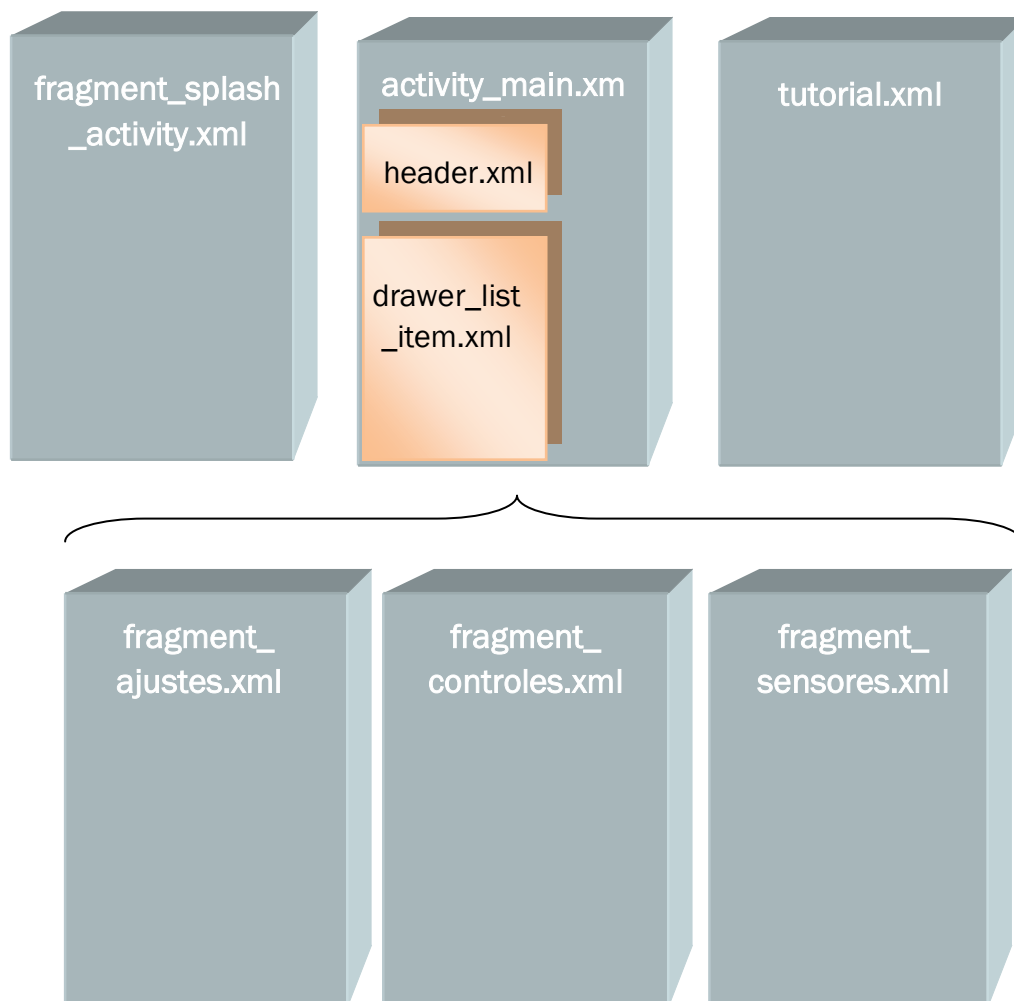 fragment_splash
_activity.xml
activity_main.xm
header.xml
drawer_list
_item.xml
tutorial.xml
fragment_
ajustes.xml
fragment_
controles.xml
fragment_
sensores.xml